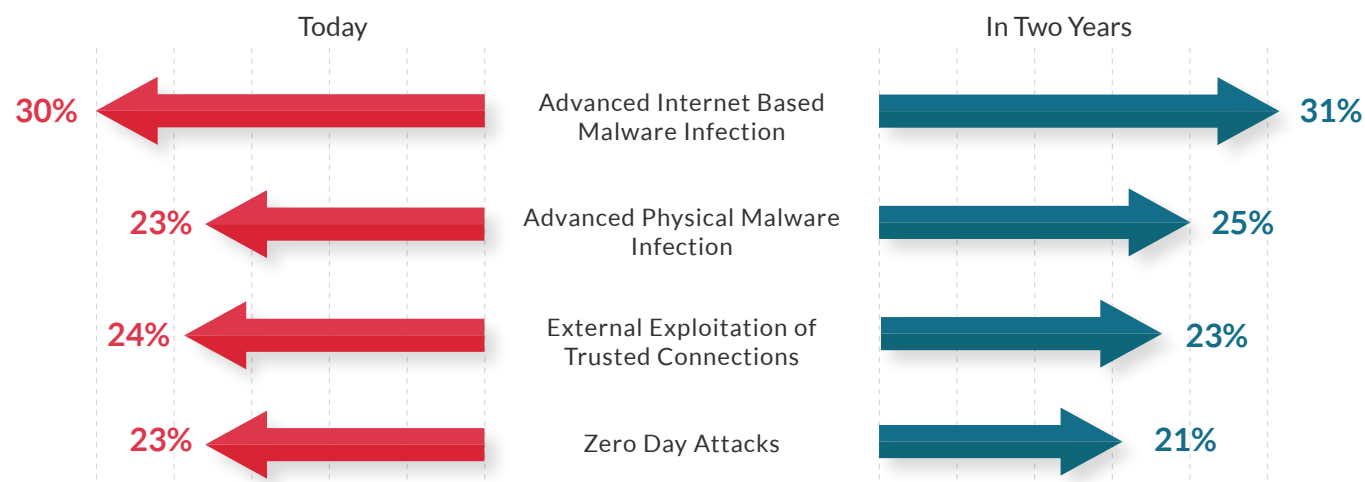 Today
In Two Years
30%
Advanced Internet Based
Malware Infection
31%
23%
Advanced Physical Malware
Infection
25%
24%
External Exploitation of
Trusted Connections
23%
23%
Zero Day Attacks
21%